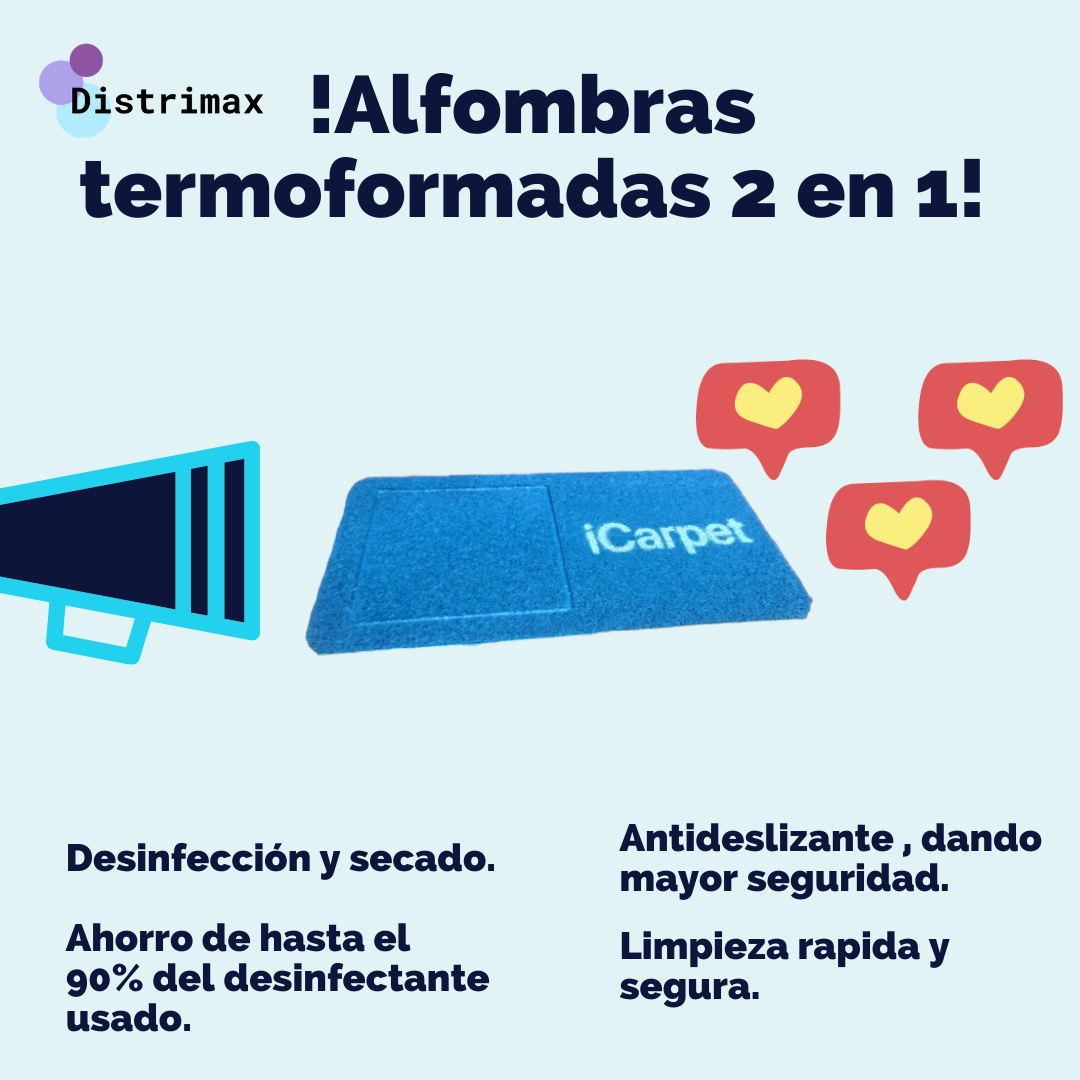 Distrimax
!Alfombras
termoformadas 2 en 1!
iCarpet
Desinfección y secado.
Ahorro de hasta el
90% del desinfectante
usado.
Antideslizante , dando
mayor seguridad.
Limpieza rapida y
segura.